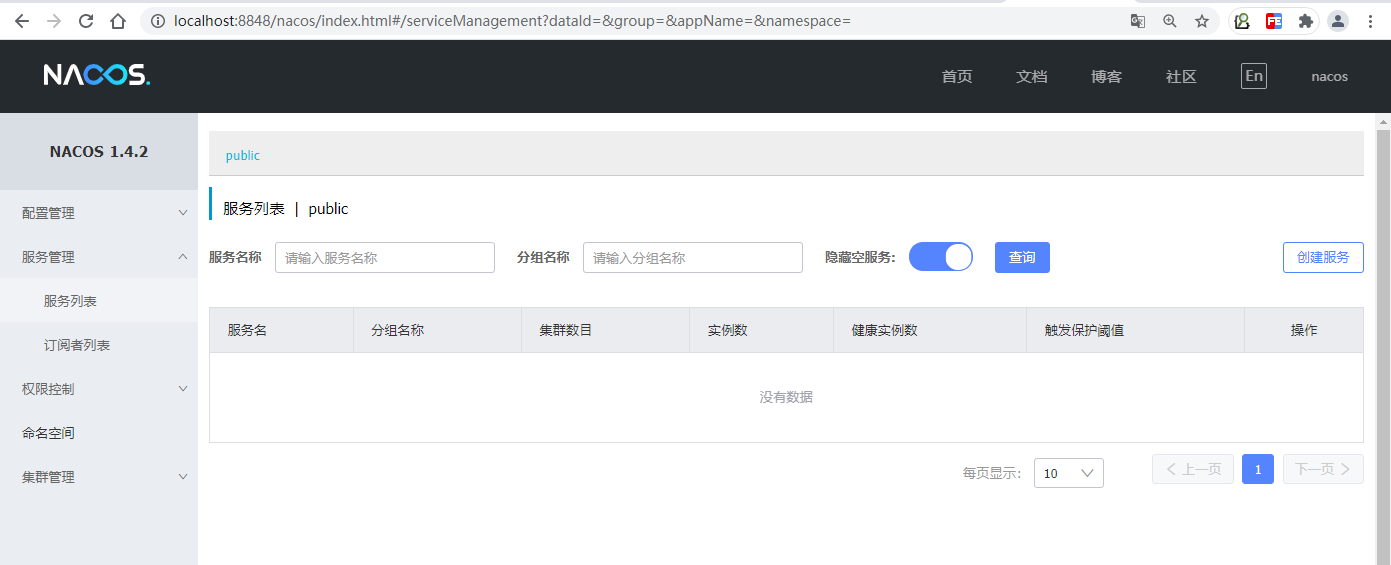 localhost:8848/nacos/index.html#/serviceManagement?dataId=&group=&appName=&namespace=
NACOS.
首页 文档 博客 社区 En nacos
NACOS 1.4.2
配置管理
服务管理
服务列表
订阅者列表
权限控制
命名空间
集群管理
public
服务列表 | public
服务名称 请输入服务名称 分组名称 请输入分组名称 隐藏空服务: 查询 创建服务
服务名 分组名称 集群数目 实例数 健康实例数 触发保护阈值 操作
没有数据
每页显示: 10 上一页 1 下一页